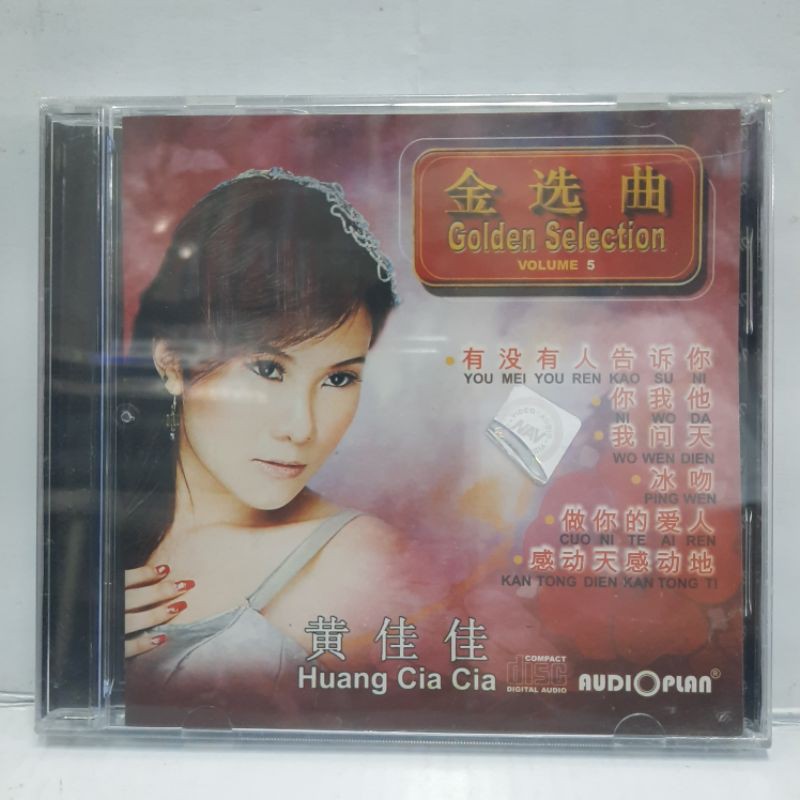 金选曲
Golden Selection
VOLUME 5
有没有人告诉你
YOU MEI YOU REN KAO SU NI
你我他
NI WO DA
我问天
WO WEN DIEN
冰吻
PING WEN
做你的爱人
CUO NI TE AI REN
感动天感动地
KAN TONG DIEN KAN TONG TI
NAV
黄佳佳
Huang Cia Cia
COMPACT
disc
DIGITAL AUDIO
AUDIOPLAN®